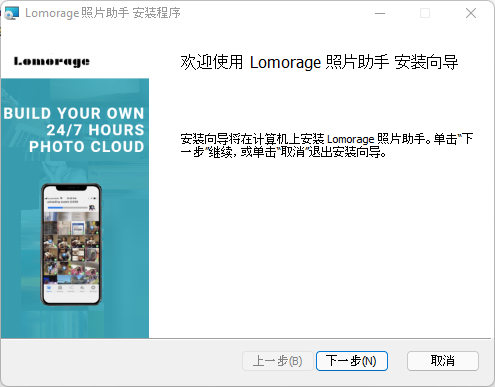 Lomorage 照片助手 安装程序
Lomorage
欢迎使用 Lomorage 照片助手 安装向导
BUILD YOUR OWN
24/7 HOURS
PHOTO CLOUD
安装向导将在计算机上安装 Lomorage 照片助手。单击“下
一步”继续，或单击“取消”退出安装向导。
上一步(B)
下一步(N)
取消